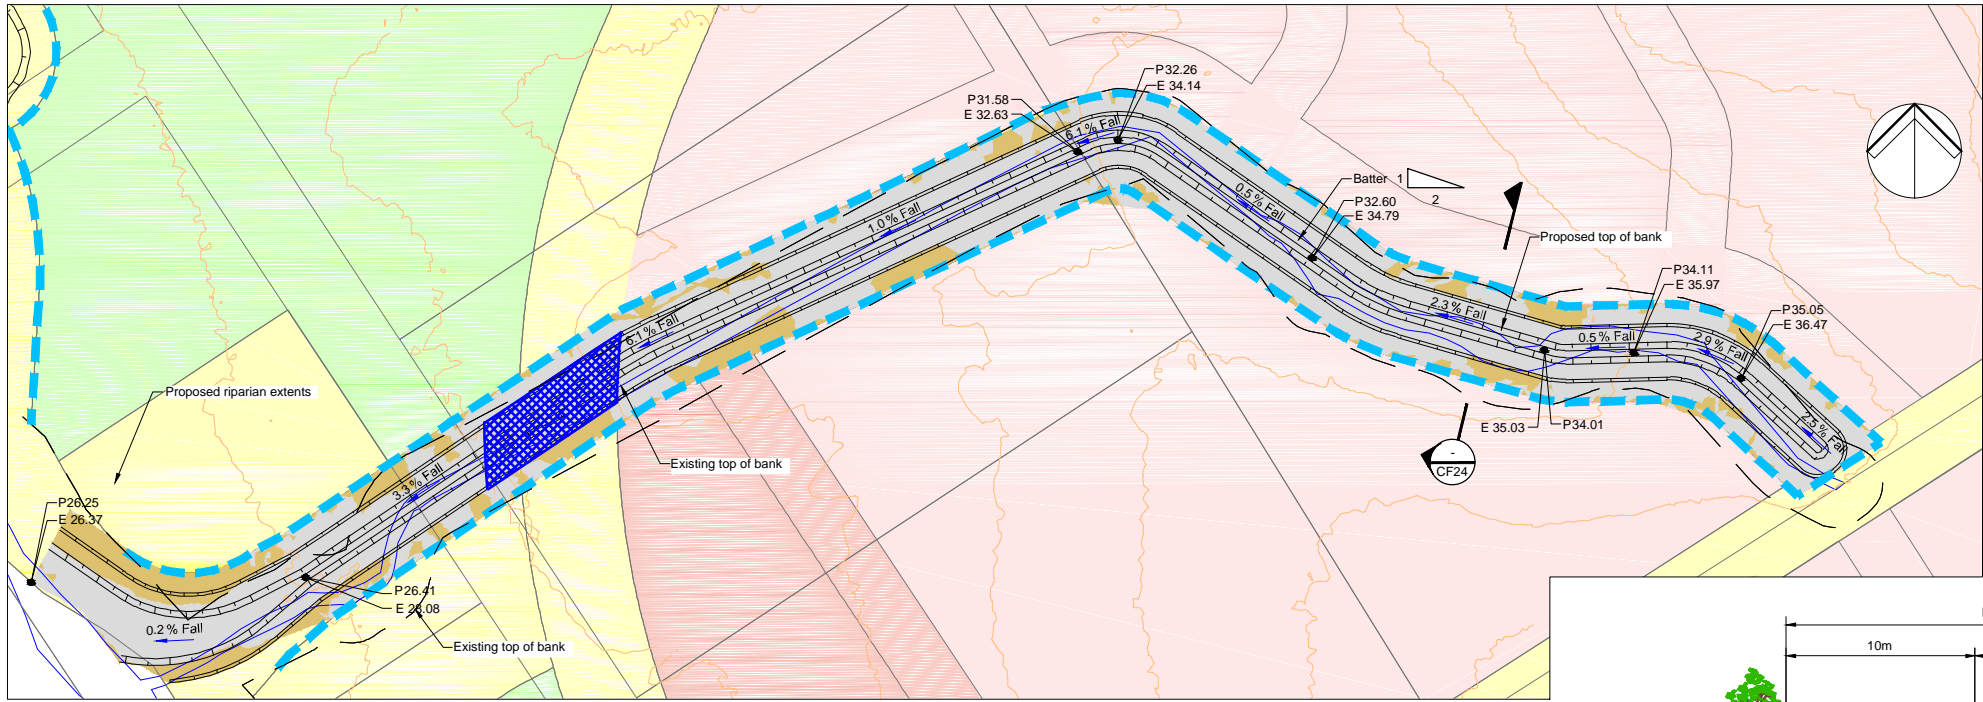 P32.26
E 34.14
P31.58
E 32.63
6.1% Fall
Batter 1
2
0.5% Fall
P32.60
E 34.79
1.0% Fall
Proposed top of bank
P34.11
E 35.97
2.3% Fall
P35.05
E 36.47
0.5% Fall
2.9% Fall
6.1% Fall
Proposed riparian extents
E 35.03
P34.01
2.5% Fall
Existing top of bank
-
CF24
3.3% Fall
P26.25
E 26.37
P26.41
E 28.08
0.2% Fall
Existing top of bank
10m